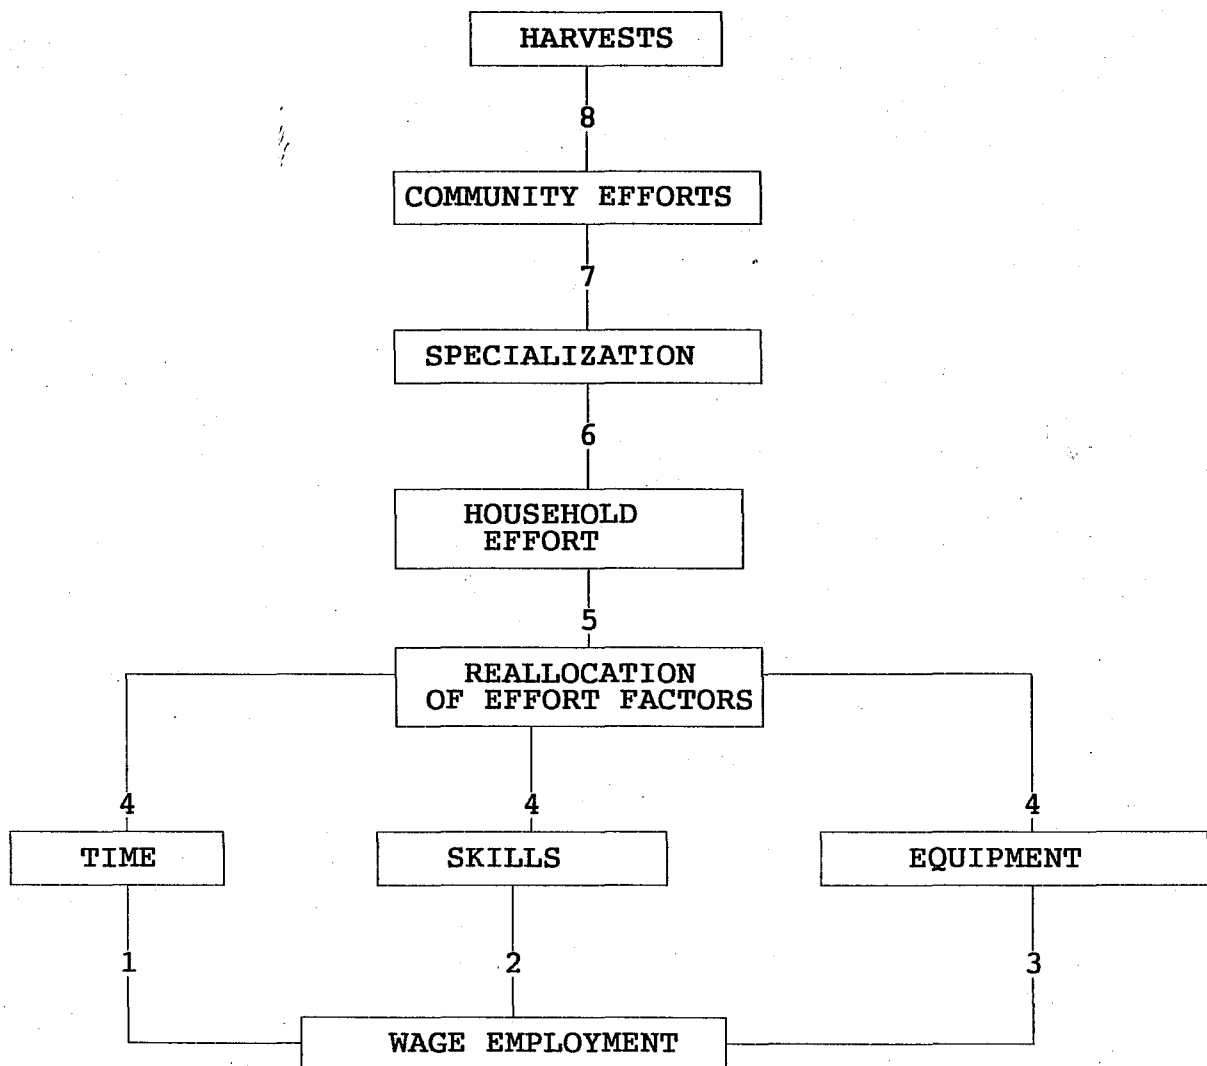 HARVESTS
8
COMMUNITY EFFORTS
7
SPECIALIZATION
6
HOUSEHOLD
EFFORT
5
REALLOCATION
OF EFFORT FACTORS
4 4 4
TIME SKILLS EQUIPMENT
1 2 3
WAGE EMPLOYMENT